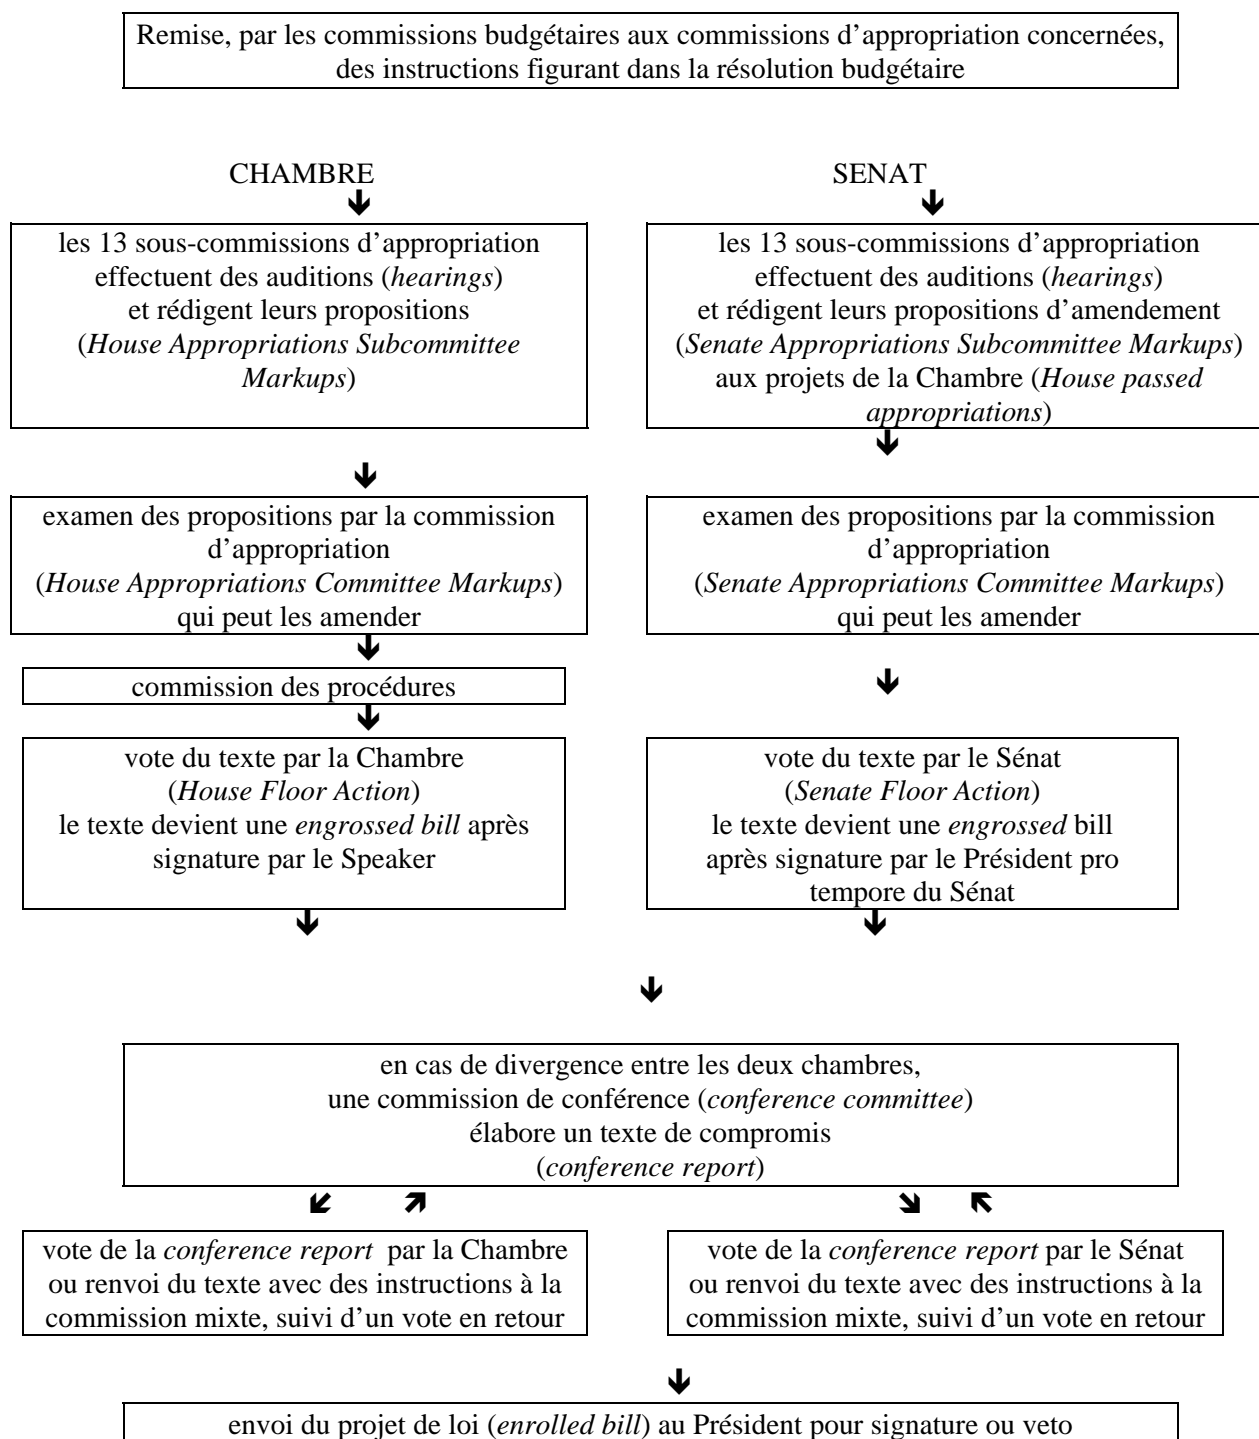 Remise, par les commissions budgétaires aux commissions d’appropriation concernées,
des instructions figurant dans la résolution budgétaire
CHAMBRE
les 13 sous-commissions d’appropriation
effectuent des auditions (hearings)
et rédigent leurs propositions
(House Appropriations Subcommittee
Markups)
SENAT
les 13 sous-commissions d’appropriation
effectuent des auditions (hearings)
et rédigent leurs propositions d’amendement
(Senate Appropriations Subcommittee Markups)
aux projets de la Chambre (House passed
appropriations)
examen des propositions par la commission
d’appropriation
(House Appropriations Committee Markups)
qui peut les amender
examen des propositions par la commission
d’appropriation
(Senate Appropriations Committee Markups)
qui peut les amender
commission des procédures
vote du texte par la Chambre
(House Floor Action)
le texte devient une engrossed bill après
signature par le Speaker
vote du texte par le Sénat
(Senate Floor Action)
le texte devient une engrossed bill
après signature par le Président pro
tempore du Sénat
en cas de divergence entre les deux chambres,
une commission de conférence (conference committee)
élabore un texte de compromis
(conference report)
vote de la conference report par la Chambre
ou renvoi du texte avec des instructions à la
commission mixte, suivi d’un vote en retour
vote de la conference report par le Sénat
ou renvoi du texte avec des instructions à la
commission mixte, suivi d’un vote en retour
envoi du projet de loi (enrolled bill) au Président pour signature ou veto